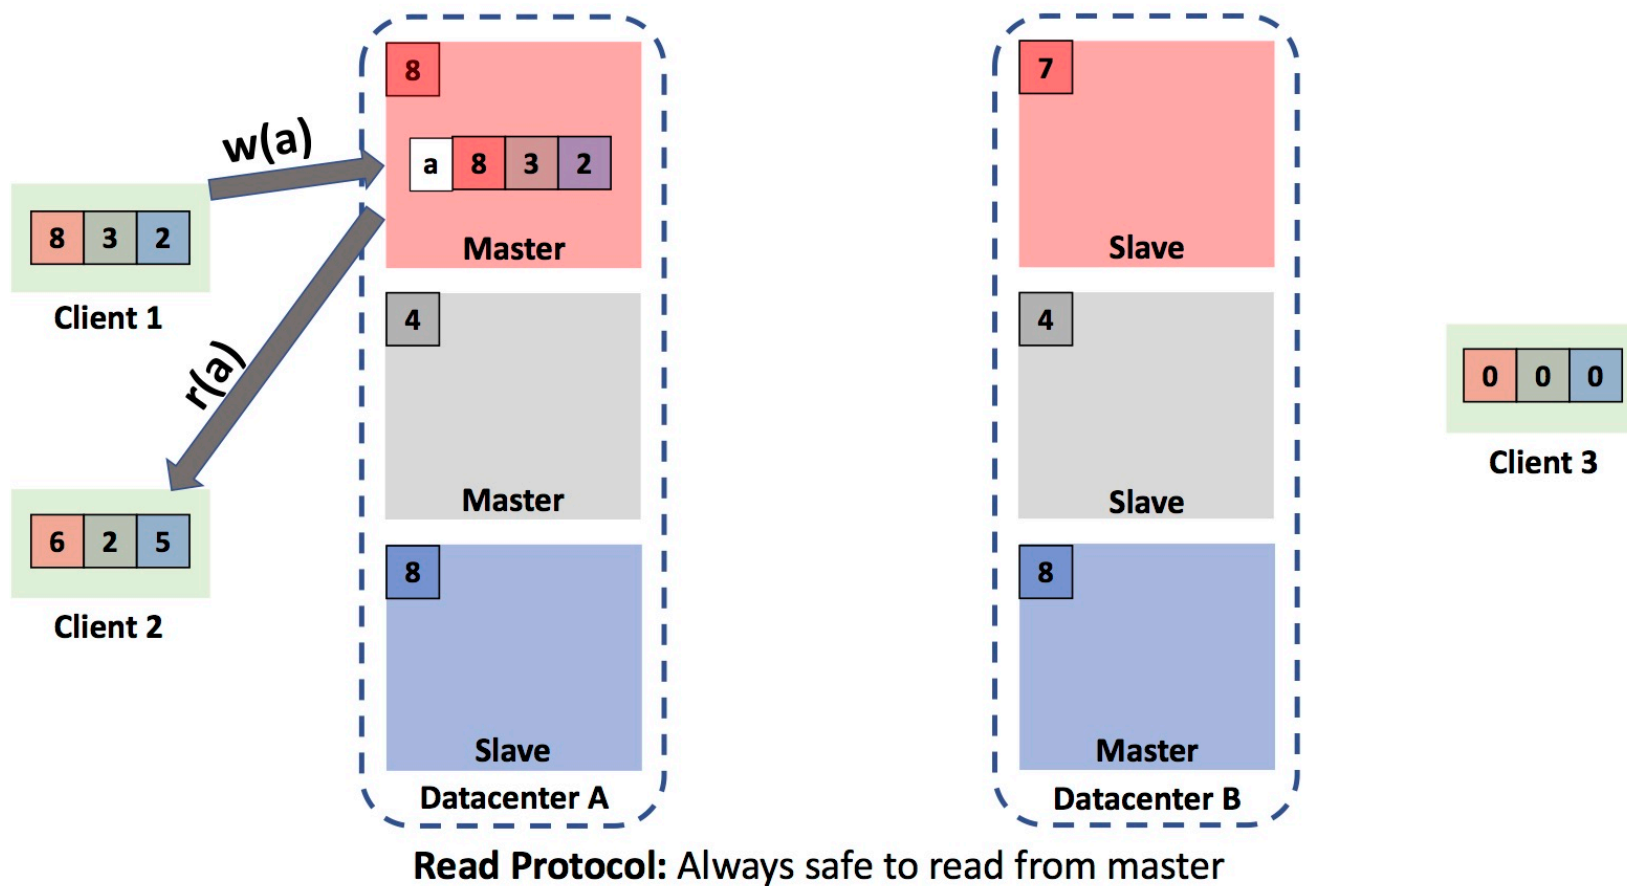 w(a)
8 3 2
Client 1
r(a)
6 2 5
Client 2
8
a 8 3 2
Master
4
Master
8
Slave
Datacenter A
7
Slave
4
Slave
8
Master
Datacenter B
0 0 0
Client 3
Read Protocol: Always safe to read from master